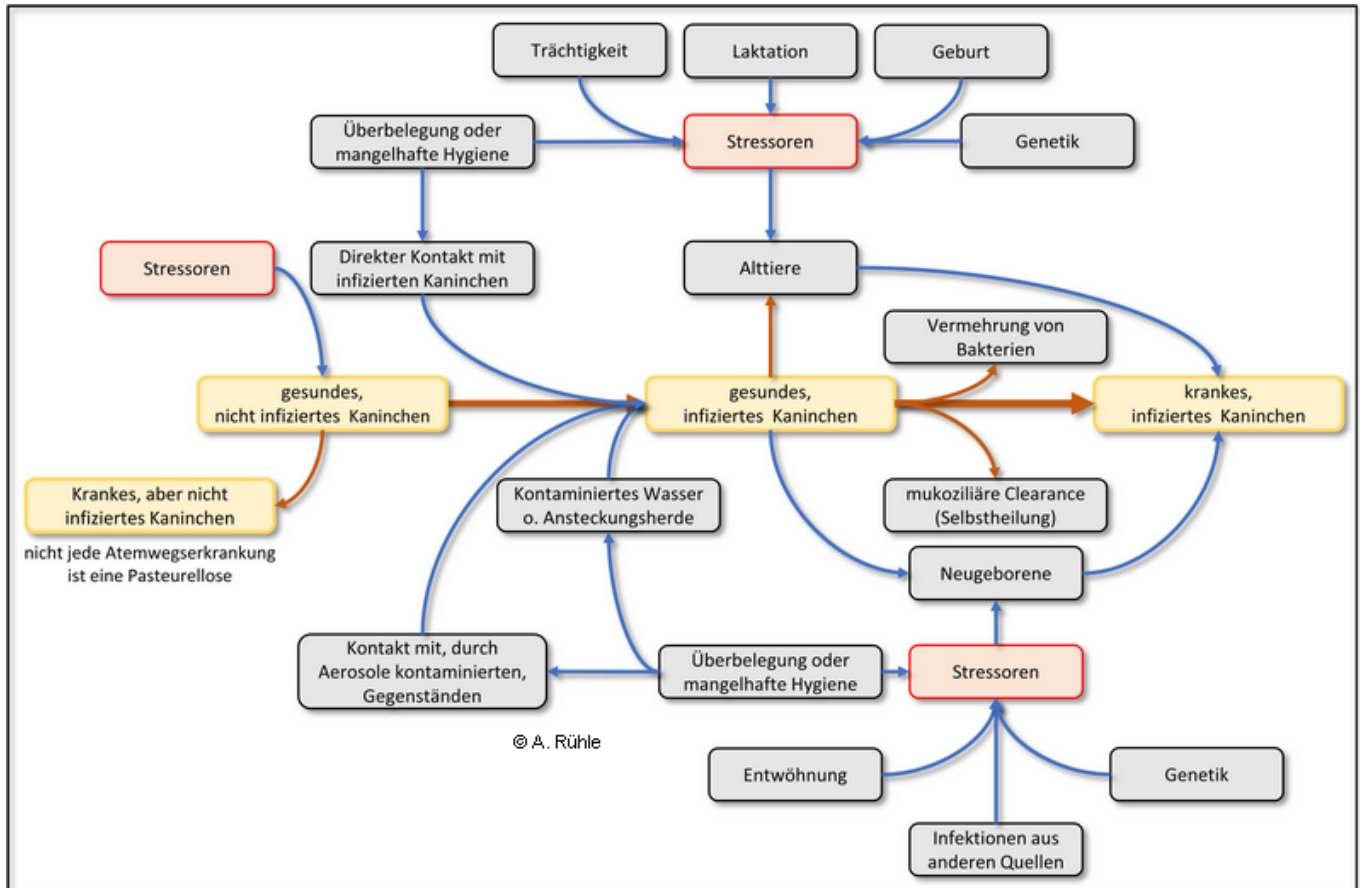 Trächtigkeit
Laktation
Geburt
Überbelegung oder
mangelhafte Hygiene
Stressoren
Genetik
Stressoren
Direkter Kontakt mit
infizierten Kaninchen
Alttiere
Vermehrung von
Bakterien
gesundes,
nicht infiziertes Kaninchen
gesundes,
infiziertes Kaninchen
krankes,
infiziertes Kaninchen
Krankes, aber nicht
infiziertes Kaninchen
nicht jede Atemwegserkrankung
ist eine Pasteurellose
Kontaminiertes Wasser
o. Ansteckungsherde
mukoziliäre Clearance
(Selbstheilung)
Neugeborene
Kontakt mit, durch
Aerosole kontaminierten,
Gegenständen
Überbelegung oder
mangelhafte Hygiene
Stressoren
© A. Rühle
Entwöhnung
Genetik
Infektionen aus
anderen Quellen